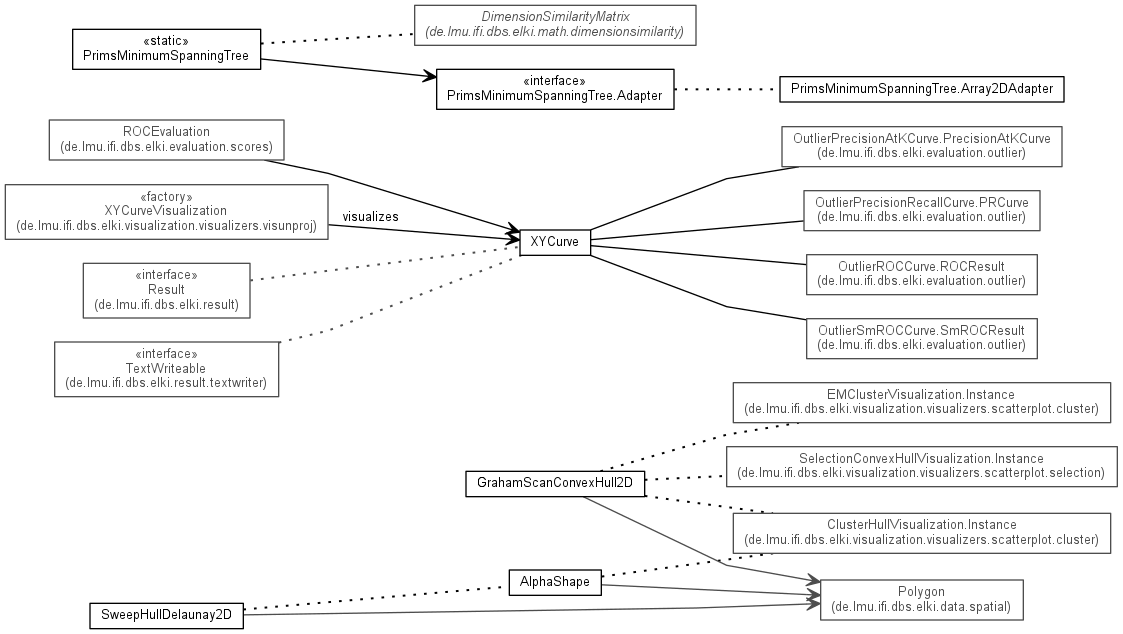 DimensionSimilarityMatrix
(de.lmu.ifi.dbs.elki.math.dimensionsimilarity)
«static»
PrimsMinimumSpanningTree
«interface»
PrimsMinimumSpanningTree.Adapter
PrimsMinimumSpanningTree.Array2DAdapter
ROCEvaluation
(de.lmu.ifi.dbs.elki.evaluation.scores)
OutlierPrecisionAtKCurve.PrecisionAtKCurve
(de.lmu.ifi.dbs.elki.evaluation.outlier)
«factory»
XYCurveVisualization
(de.lmu.ifi.dbs.elki.visualization.visualizers.visunproj)
visualizes
OutlierPrecisionRecallCurve.PRCurve
(de.lmu.ifi.dbs.elki.evaluation.outlier)
XYCurve
«interface»
Result
(de.lmu.ifi.dbs.elki.result)
OutlierROCCurve.ROCResult
(de.lmu.ifi.dbs.elki.evaluation.outlier)
OutlierSmROCCurve.SmROCResult
(de.lmu.ifi.dbs.elki.evaluation.outlier)
«interface»
TextWriteable
(de.lmu.ifi.dbs.elki.result.textwriter)
EMClusterVisualization.Instance
(de.lmu.ifi.dbs.elki.visualization.visualizers.scatterplot.cluster)
SelectionConvexHullVisualization.Instance
(de.lmu.ifi.dbs.elki.visualization.visualizers.scatterplot.selection)
GrahamScanConvexHull2D
ClusterHullVisualization.Instance
(de.lmu.ifi.dbs.elki.visualization.visualizers.scatterplot.cluster)
AlphaShape
Polygon
(de.lmu.ifi.dbs.elki.data.spatial)
SweepHullDelaunay2D